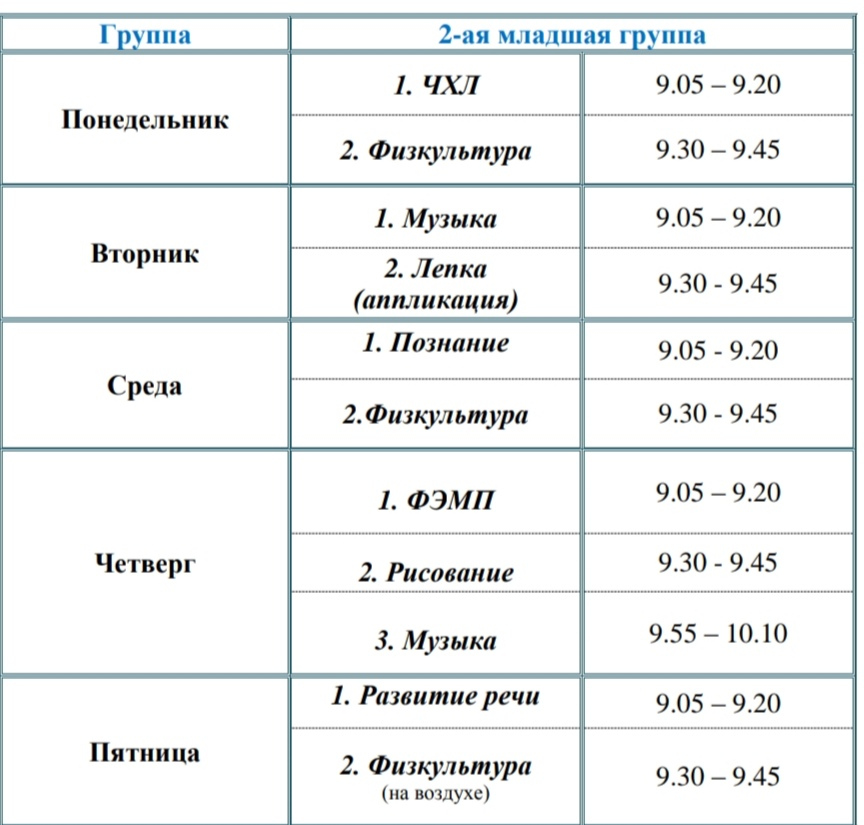 Группа 2-ая младшая группа
Понедельник
1. ЧХЛ 9.05 – 9.20
2. Физкультура 9.30 – 9.45
Вторник
1. Музыка 9.05 – 9.20
2. Лепка
(аппликация) 9.30 - 9.45
Среда
1. Познание 9.05 - 9.20
2.Физкультура 9.30 - 9.45
Четверг
1. ФЭМП 9.05 – 9.20
2. Рисование 9.30 - 9.45
3. Музыка 9.55 – 10.10
Пятница
1. Развитие речи 9.05 – 9.20
2. Физкультура
(на воздухе) 9.30 – 9.45